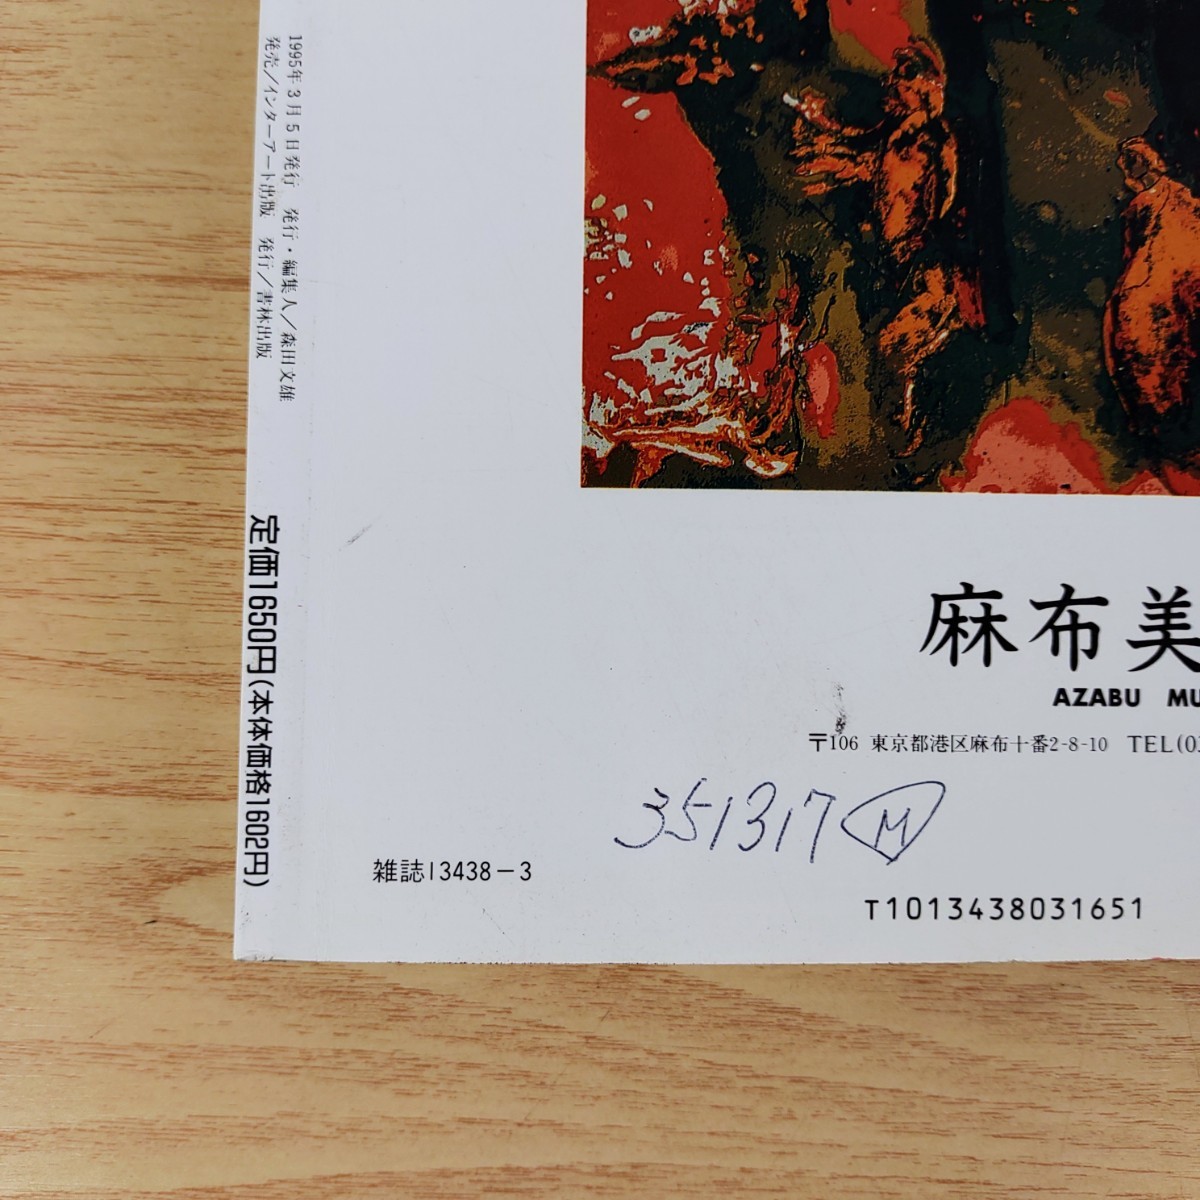 1995年3月5日発行 発行・編集人/森田文雄
発売/インターアート出版 発行/書林出版
定価1650円(本体価格1602円)
麻布美
AZABU MU
〒106 東京都港区麻布十番2-8-10 TEL(03
351317 M
雑誌13438-3
T1013438031651